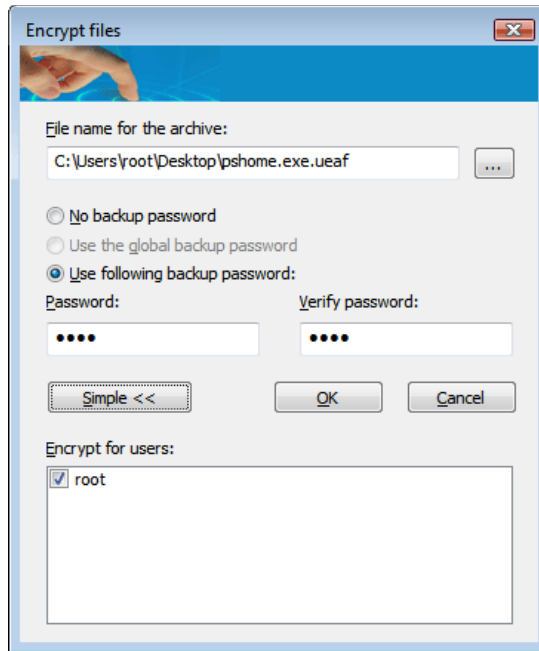 Encrypt files
File name for the archive:
C:\Users\root\Desktop\pshome.exe.ueaf
...
No backup password
Use the global backup password
Use following backup password:
Password: Verify password:
•••• ••••
Simple << OK Cancel
Encrypt for users:
root